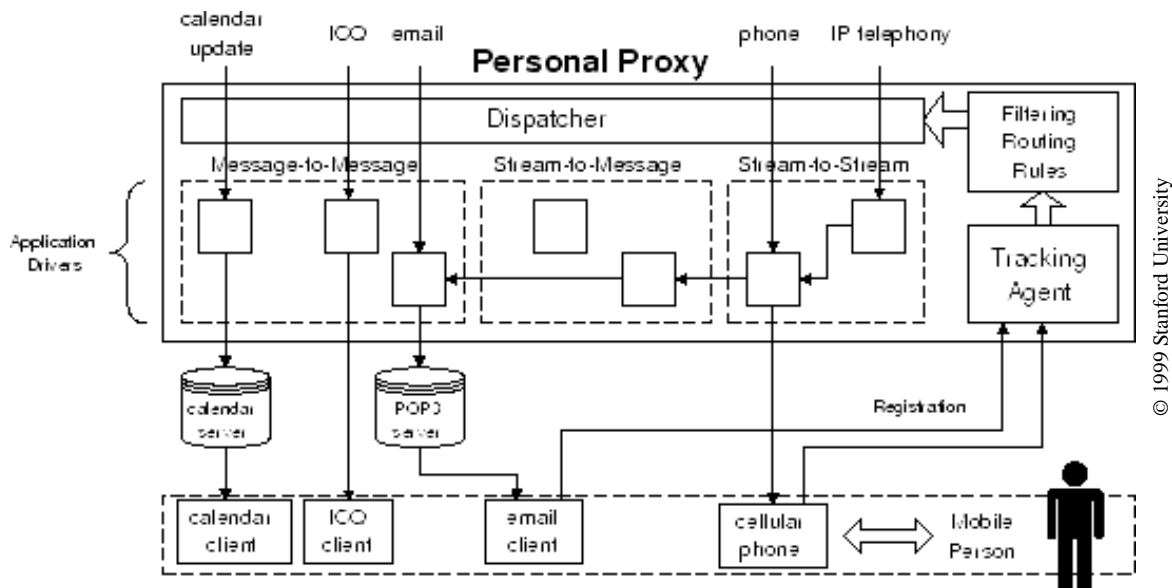 calendar
update
ICQ
email
phone
IP telephony
Personal Proxy
Dispatcher
Filtering
Routing
Rules
Message-to-Message
Stream-to-Message
Stream-to-Stream
Application
Drivers
Tracking
Agent
calendar
server
POP3
server
Registration
calendar
client
ICQ
client
email
client
cellular
phone
Mobile
Person
© 1999 Stanford University